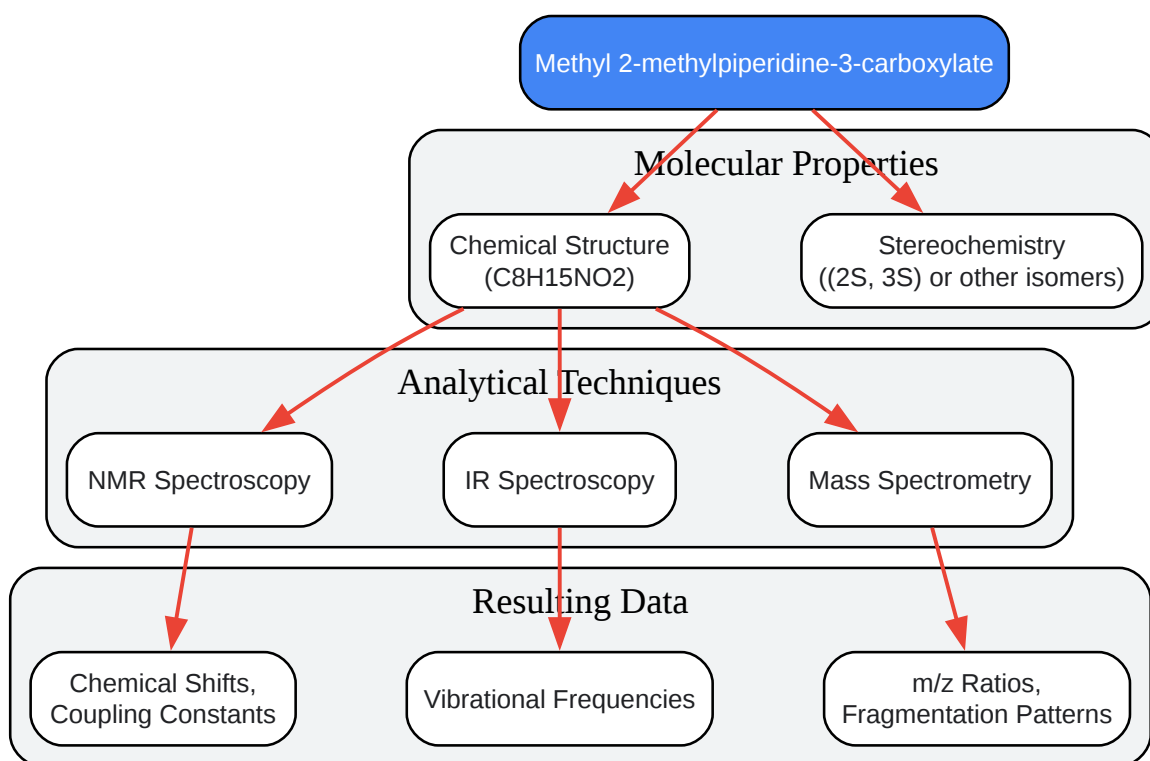 Methyl 2-methylpiperidine-3-carboxylate
Molecular Properties
Chemical Structure
(C8H15NO2)
Stereochemistry
((2S, 3S) or other isomers)
Analytical Techniques
NMR Spectroscopy
IR Spectroscopy
Mass Spectrometry
Resulting Data
Chemical Shifts,
Coupling Constants
Vibrational Frequencies
m/z Ratios,
Fragmentation Patterns